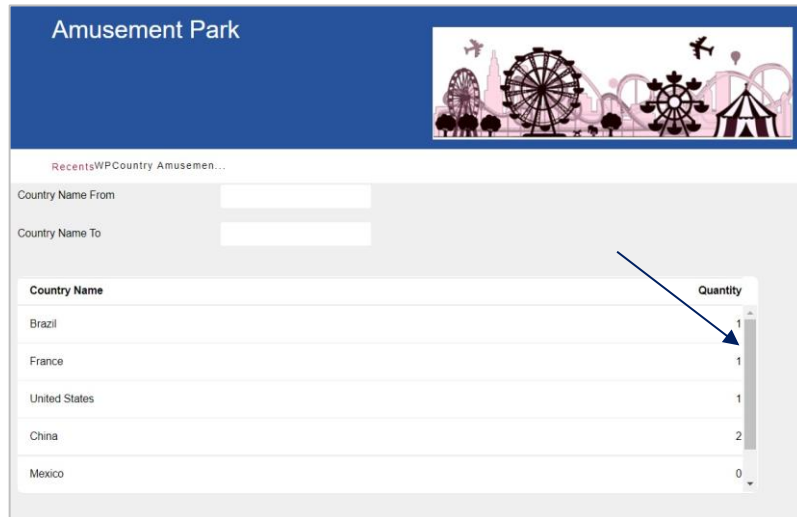 Amusement Park
RecentsWPCountry Amusemen...
Country Name From
Country Name To
Country Name Quantity
Brazil 1
France 1
United States 1
China 2
Mexico 0